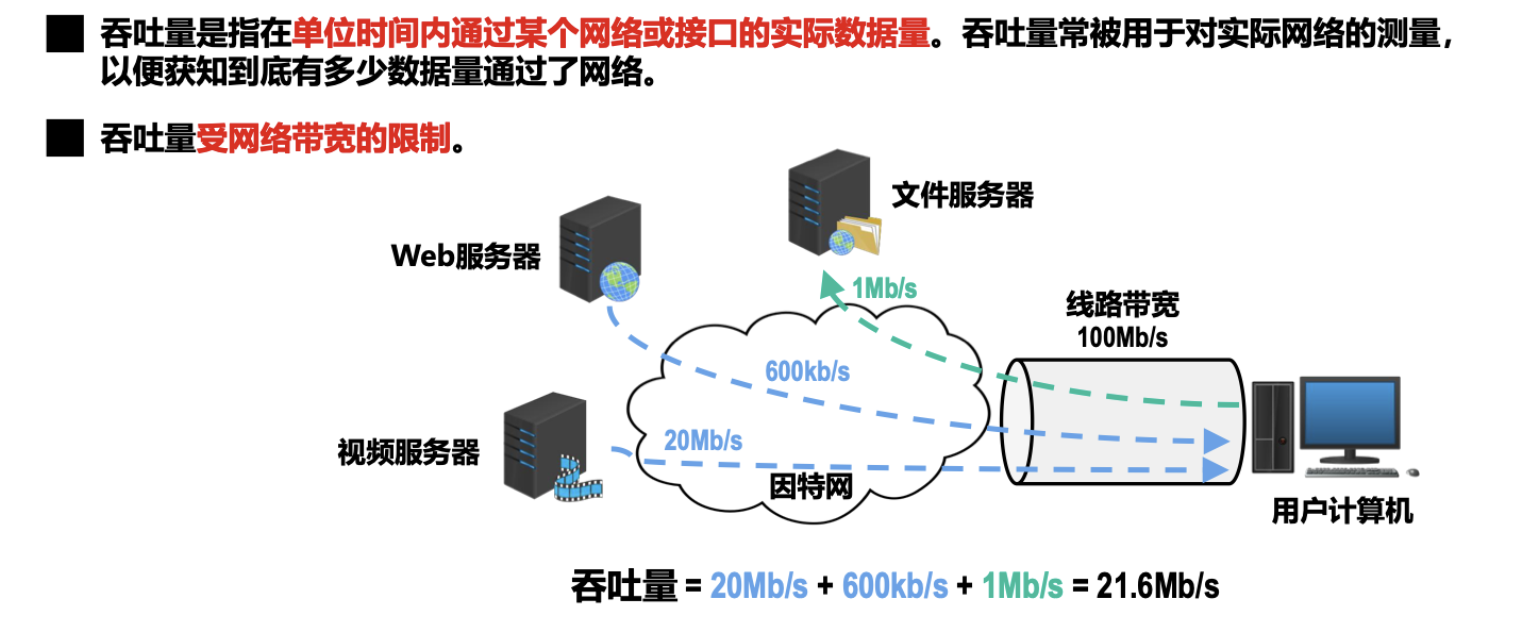 吞吐量是指在单位时间内通过某个网络或接口的实际数据量。吞吐量常被用于对实际网络的测量，
以便获知到底有多少数据量通过了网络。
吞吐量受网络带宽的限制。
文件服务器
Web服务器
1Mb/s
线路带宽
100Mb/s
600kb/s
20Mb/s
视频服务器
因特网
用户计算机
吞吐量 = 20Mb/s + 600kb/s + 1Mb/s = 21.6Mb/s